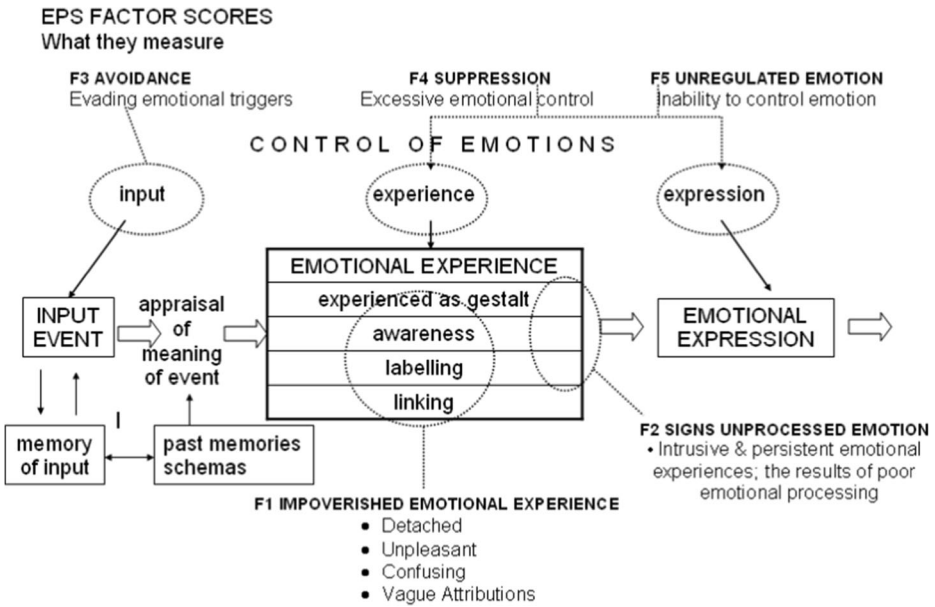 EPS FACTOR SCORES
What they measure
F3 AVOIDANCE
Evading emotional triggers
F4 SUPPRESSION
Excessive emotional control
F5 UNREGULATED EMOTION
Inability to control emotion
CONTROL OF EMOTIONS
input
experience
expression
EMOTIONAL EXPERIENCE
experienced as gestalt
awareness
labelling
linking
INPUT
EVENT
appraisal
of
meaning
of event
EMOTIONAL
EXPRESSION
memory
of input
I
past memories
schemas
F2 SIGNS UNPROCESSED EMOTION
• Intrusive & persistent emotional
experiences; the results of poor
emotional processing
F1 IMPOVERISHED EMOTIONAL EXPERIENCE
• Detached
• Unpleasant
• Confusing
• Vague Attributions